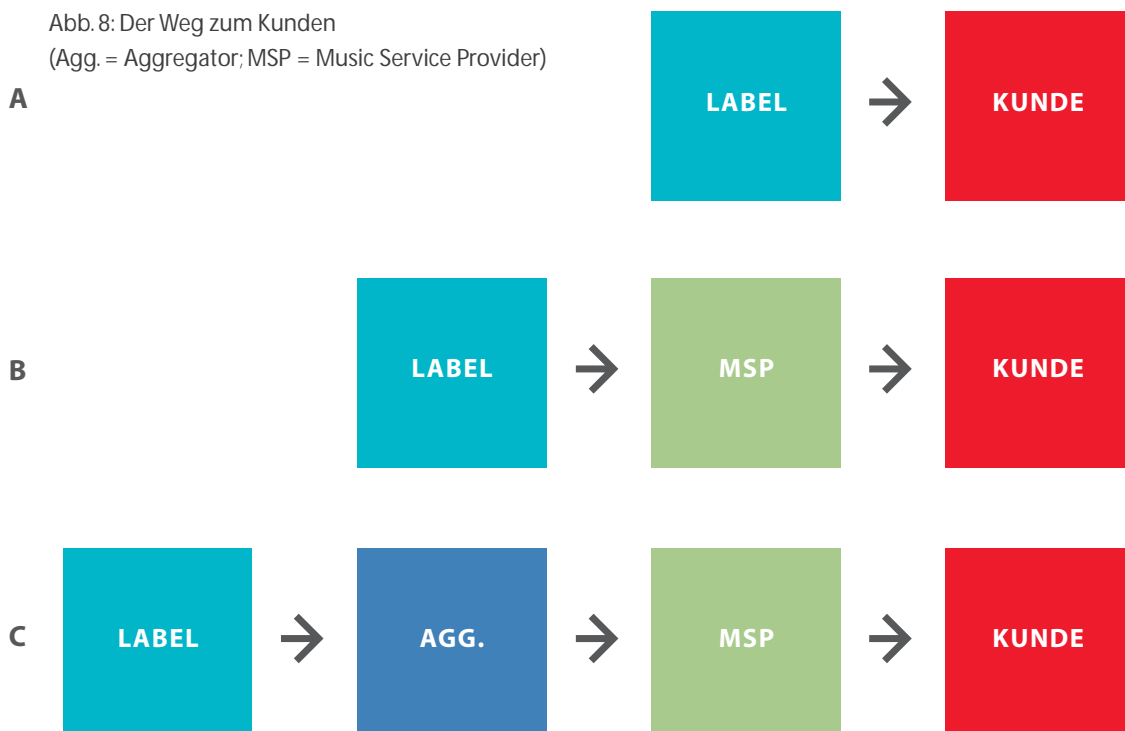 Abb. 8: Der Weg zum Kunden
(Agg. = Aggregator; MSP = Music Service Provider)
A
LABEL → KUNDE
B
LABEL → MSP → KUNDE
C
LABEL → AGG. → MSP → KUNDE